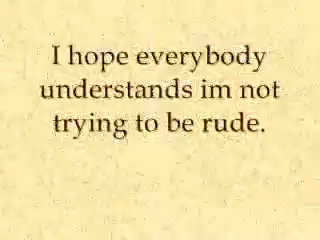 I hope everybody
understands im not
trying to be rude.